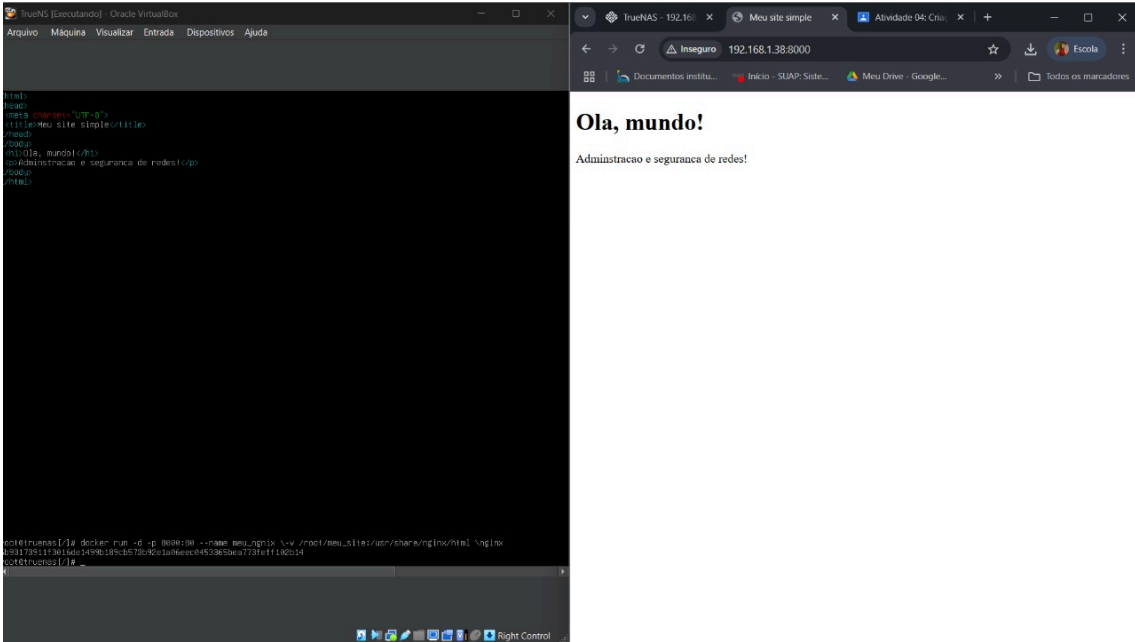 TrueNS [Executando] - Oracle VirtualBox
Arquivo Máquina Visualizar Entrada Dispositivos Ajuda
html>
head>
<meta charset="UTF-8">
<title>Meu site simple</title>
/head>
/body>
<h1>Ola, mundo!</h1>
<p>Adminstracao e seguranca de redes!</p>
/body>
/html>
root@truenas[/]# docker run -d -p 8000:80 --name meu_ngnix \-v /root/meu_site:/usr/share/nginx/html \nginx
root@truenas[/]# _
Right Control
TrueNAS - 192.168
Meu site simple
Atividade 04: Cria
Inseguro 192.168.1.38:8000
Escola
Documentos institu...
Início - SUAP: Siste...
Meu Drive - Google...
Todos os marcadores
Ola, mundo!
Adminstracao e seguranca de redes!